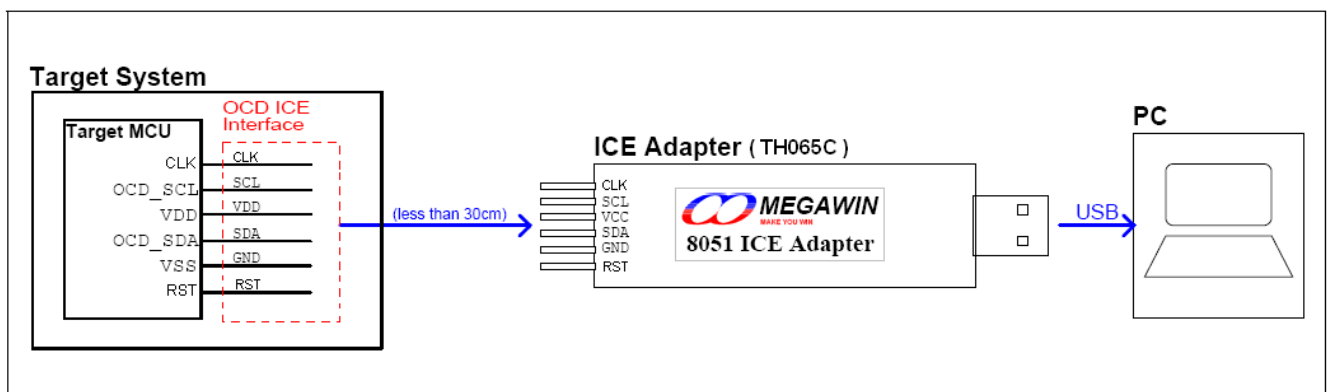 Target System
OCD ICE
Interface
Target MCU
CLK
OCD_SCL
VDD
OCD_SDA
VSS
RST
CLK
SCL
VDD
SDA
GND
RST
(less than 30cm)
ICE Adapter (TH065C)
CLK
SCL
VCC
SDA
GND
RST
MEGAWIN
MAKE YOU WIN
8051 ICE Adapter
USB
PC